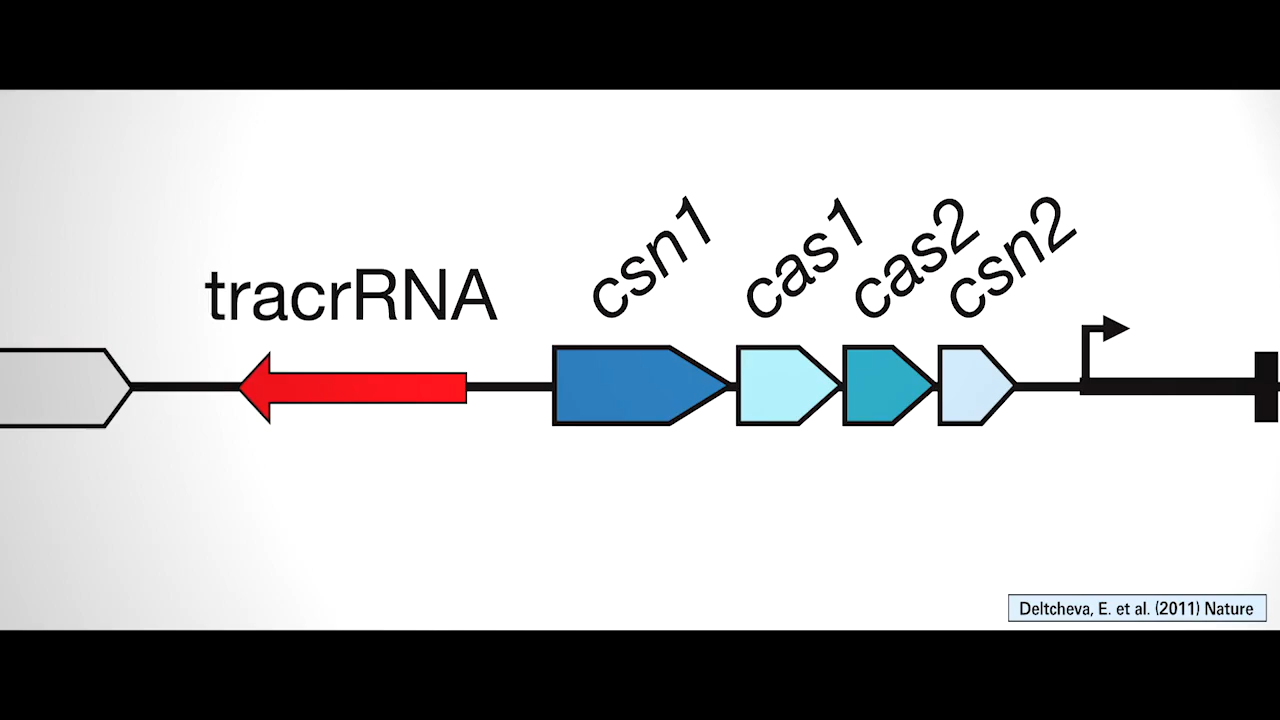 tracrRNA
csn1
cas1
cas2
csn2
Deltcheva, E. et al. (2011) Nature